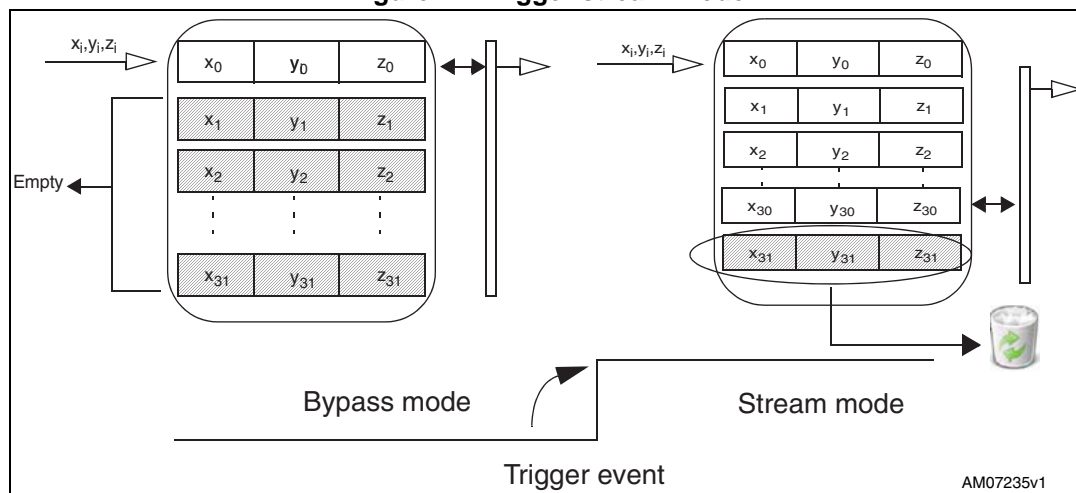 xᵢ,yᵢ,zᵢ
x₀ y₀ z₀
x₁ y₁ z₁
x₂ y₂ z₂
x₃₁ y₃₁ z₃₁
Empty
xᵢ,yᵢ,zᵢ
x₀ y₀ z₀
x₁ y₁ z₁
x₂ y₂ z₂
x₃₀ y₃₀ z₃₀
x₃₁ y₃₁ z₃₁
Bypass mode
Stream mode
Trigger event
AM07235v1